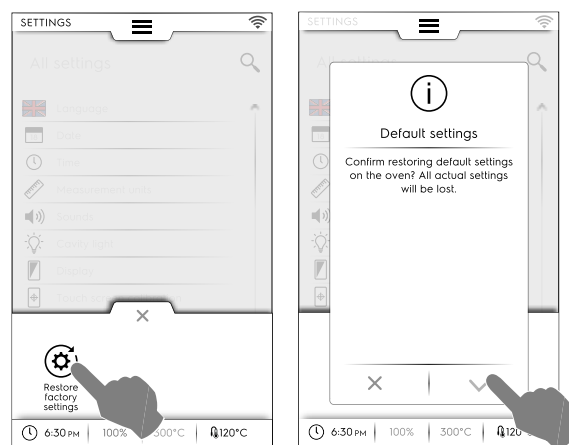 SETTINGS
All settings
Language
Date
Time
Measurement units
Sounds
Cavity light
Display
Restore
factory
settings
6:30 PM 100% 300°C 120°C
SETTINGS
Default settings
Confirm restoring default settings
on the oven? All actual settings
will be lost.
6:30 PM 100% 300°C 120